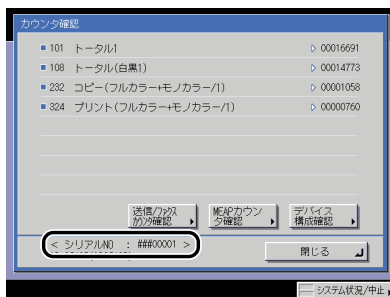 カウンタ確認
■ 101 トータル1 ▷ 00016691
■ 108 トータル(白黒1) ▷ 00014773
■ 232 コピー(フルカラー+モノカラー/1) ▷ 00001058
■ 324 プリント(フルカラー+モノカラー/1) ▷ 00000760
送信/ファクス
カウンタ確認
MEAPカウン
タ確認
デバイス
構成確認
< シリアルNO : ###00001 >
閉じる
システム状況/中止